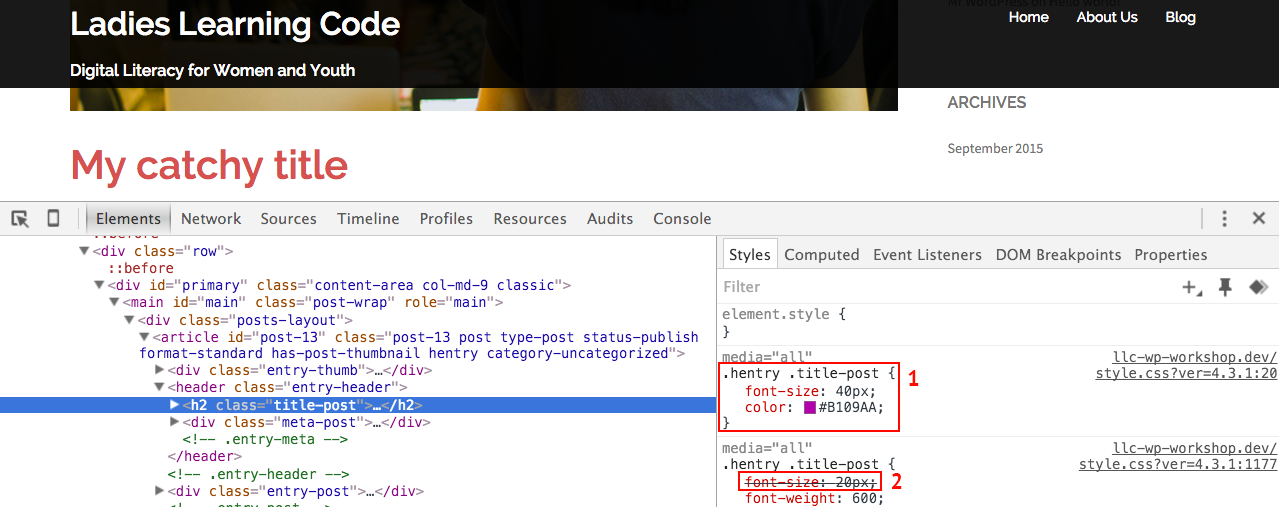 Ladies Learning Code
Mr WordPress on Hello world!
Home About Us Blog
Digital Literacy for Women and Youth
ARCHIVES
My catchy title
September 2015
Elements Network Sources Timeline Profiles Resources Audits Console
::before
<div class="row">
::before
<div id="primary" class="content-area col-md-9 classic">
<main id="main" class="post-wrap" role="main">
<div class="posts-layout">
<article id="post-13" class="post-13 post type-post status-publish
format-standard has-post-thumbnail hentry category-uncategorized">
<div class="entry-thumb">…</div>
<header class="entry-header">
<h2 class="title-post">…</h2>
<div class="meta-post">…</div>
<!-- .entry-meta -->
</header>
<!-- .entry-header -->
<div class="entry-post">…</div>
<!-- .entry-post -->
Styles Computed Event Listeners DOM Breakpoints Properties
Filter
element.style {
}
media="all" llc-wp-workshop.dev/
.hentry .title-post { 1 style.css?ver=4.3.1:20
font-size: 40px;
color: #B109AA;
}
media="all" llc-wp-workshop.dev/
.hentry .title-post { style.css?ver=4.3.1:1177
font-size: 20px; 2
font-weight: 600;